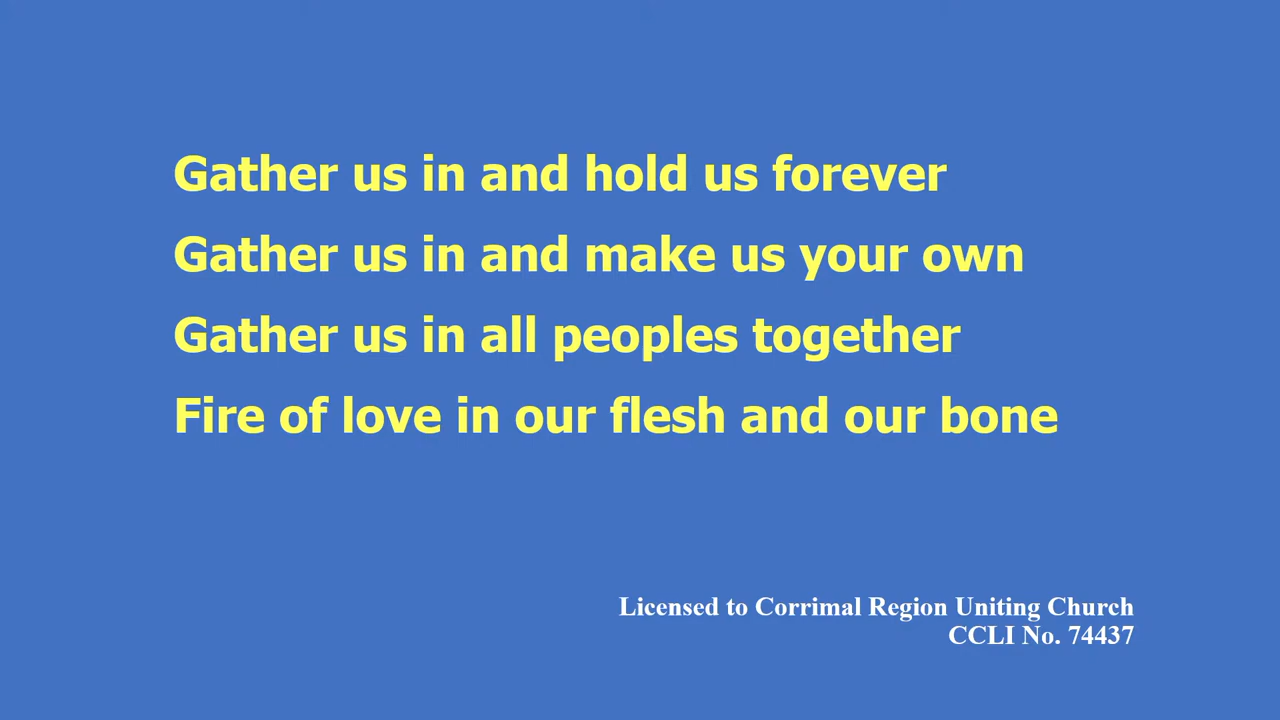 Gather us in and hold us forever
Gather us in and make us your own
Gather us in all peoples together
Fire of love in our flesh and our bone
Licensed to Corrimal Region Uniting Church
CCLI No. 74437